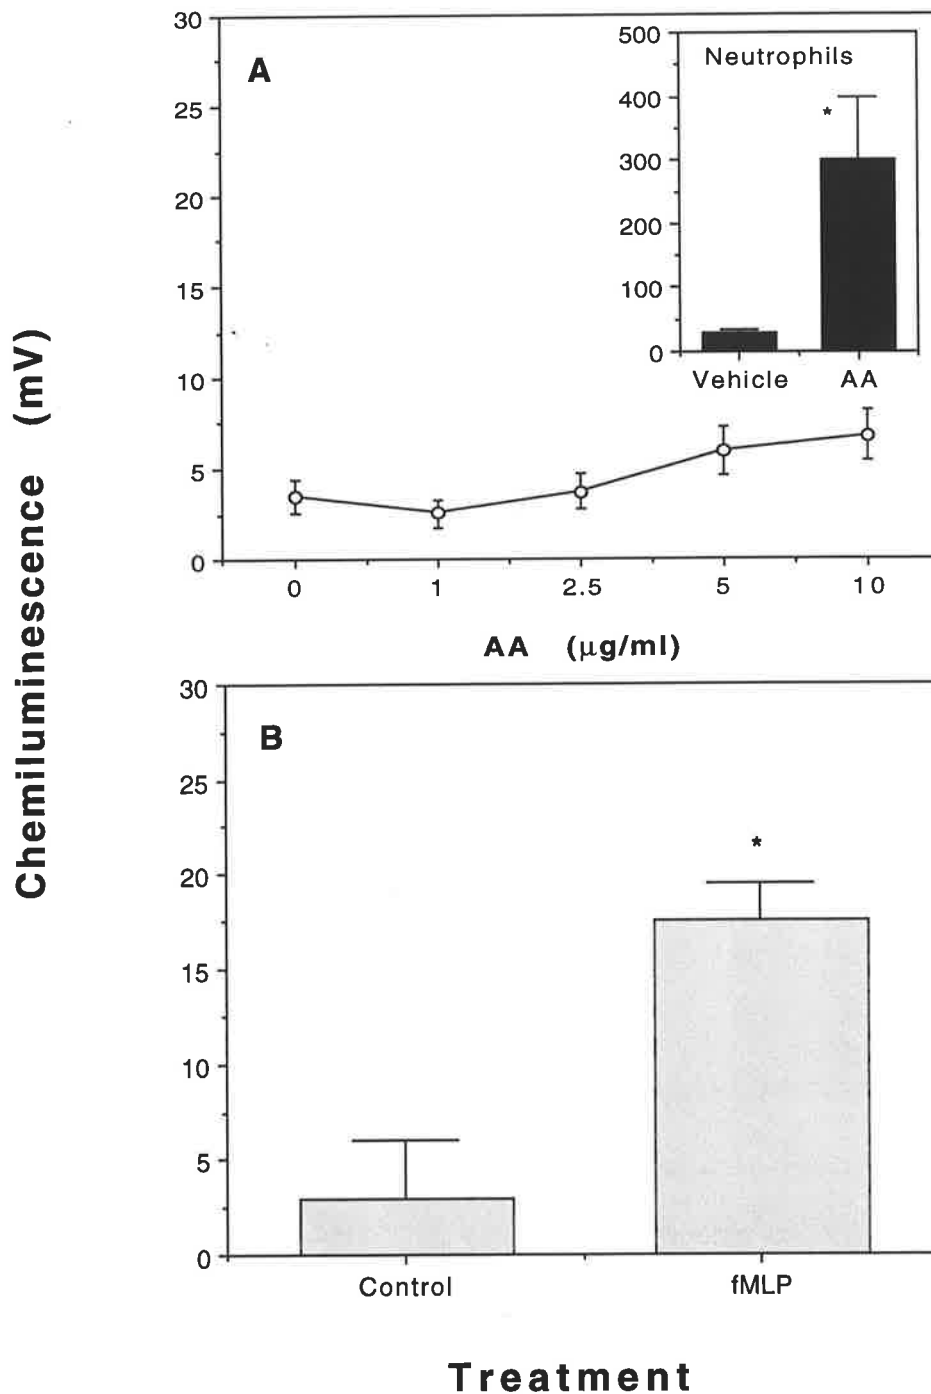 Chemiluminescence (mV)
30
25
20
15
10
5
0
A
500
400
300
200
100
0
Neutrophils
*
Vehicle AA
0 1 2.5 5 10
AA (µg/ml)
30
25
20
15
10
5
0
B
*
Control fMLP
Treatment